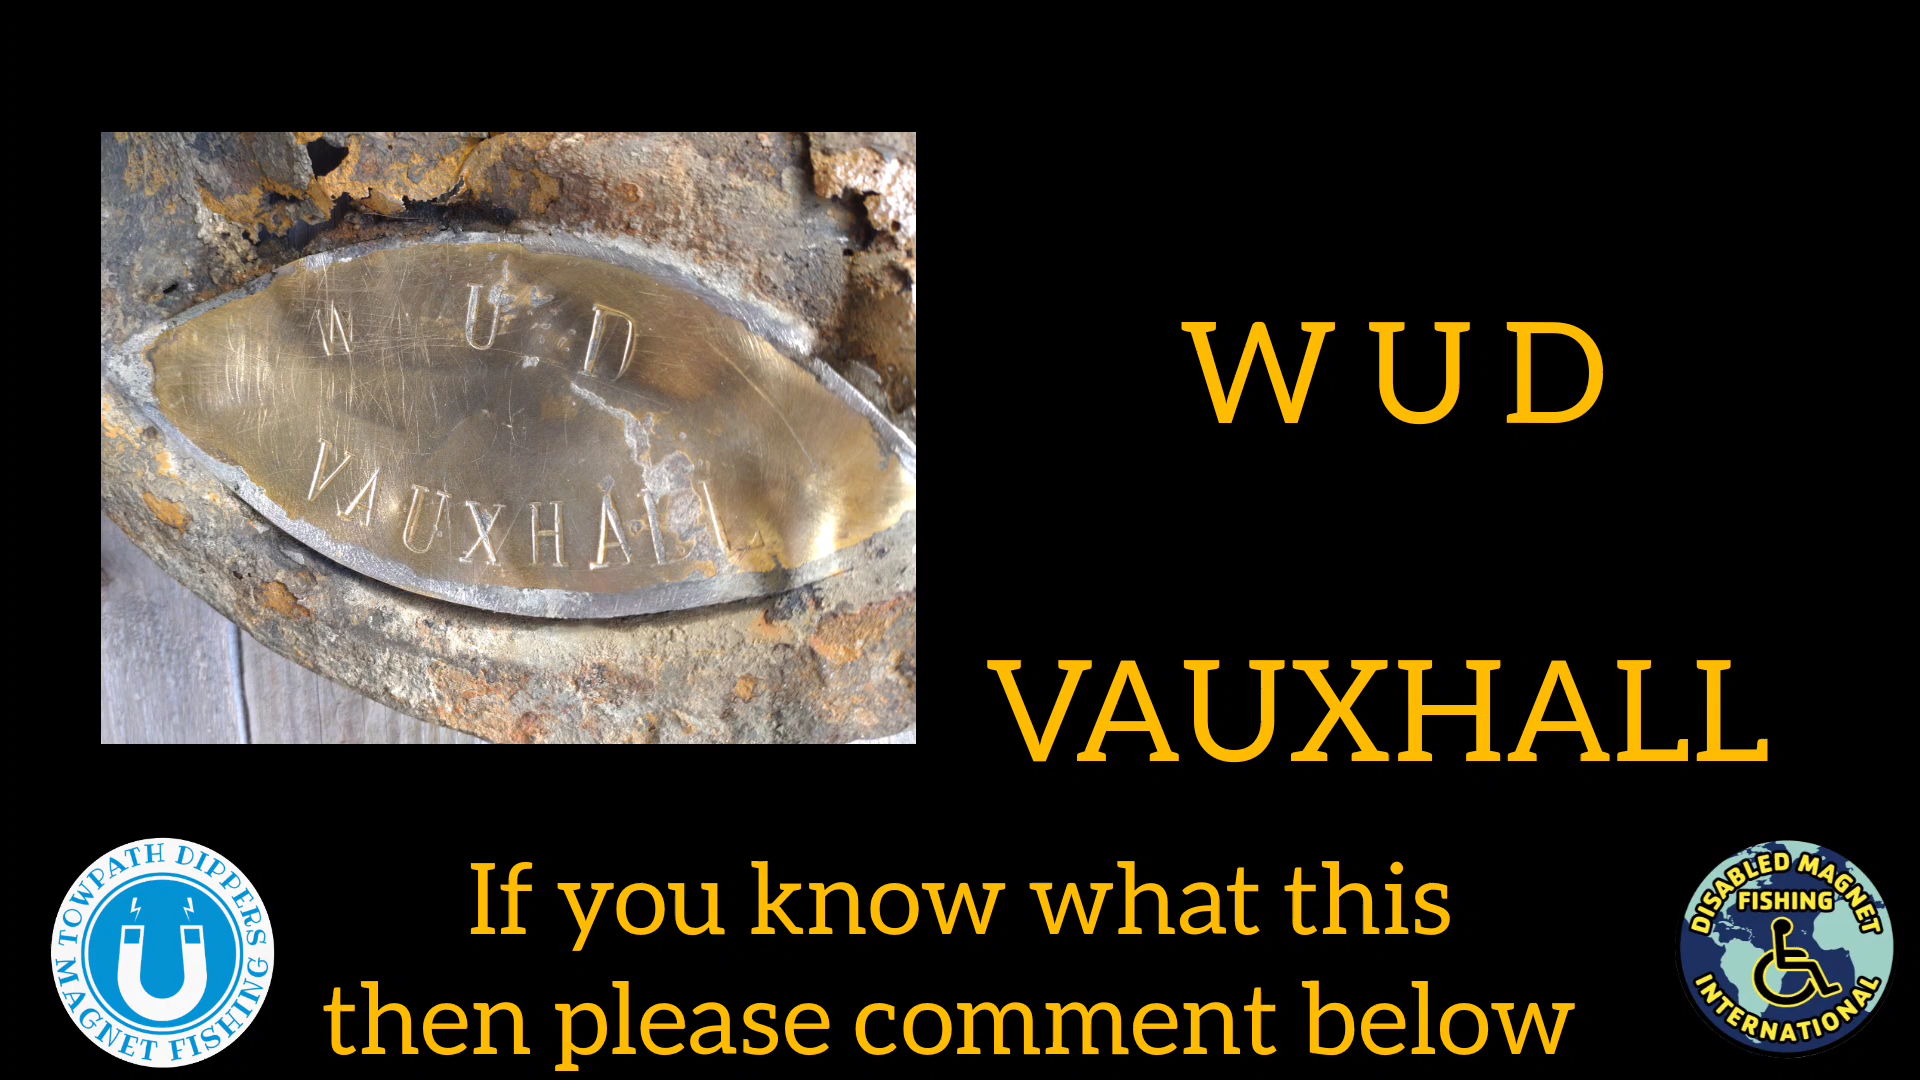 W U D
VAUXHALL
W U D
VAUXHALL
If you know what this
then please comment below
TOWPATH DIPPERS
MAGNET FISHING
DISABLED MAGNET
FISHING
INTERNATIONAL